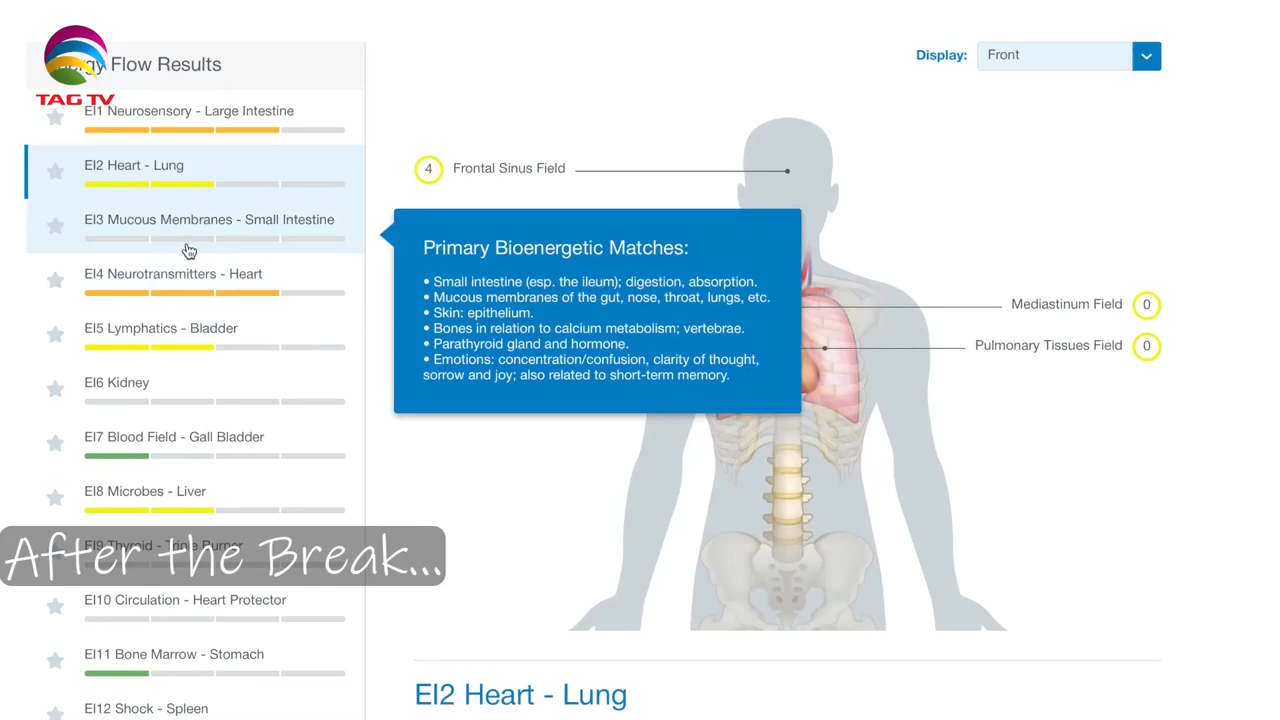 TAG TV
Flow Results
EI1 Neurosensory - Large Intestine
EI2 Heart - Lung
EI3 Mucous Membranes - Small Intestine
EI4 Neurotransmitters - Heart
EI5 Lymphatics - Bladder
EI6 Kidney
EI7 Blood Field - Gall Bladder
EI8 Microbes - Liver
EI9 Thyroid - Triple Burner
After the Break...
EI10 Circulation - Heart Protector
EI11 Bone Marrow - Stomach
EI12 Shock - Spleen
Display: Front
4 Frontal Sinus Field
Primary Bioenergetic Matches:
• Small intestine (esp. the ileum); digestion, absorption.
• Mucous membranes of the gut, nose, throat, lungs, etc.
• Skin: epithelium.
• Bones in relation to calcium metabolism; vertebrae.
• Parathyroid gland and hormone.
• Emotions: concentration/confusion, clarity of thought,
sorrow and joy; also related to short-term memory.
Mediastinum Field 0
Pulmonary Tissues Field 0
EI2 Heart - Lung